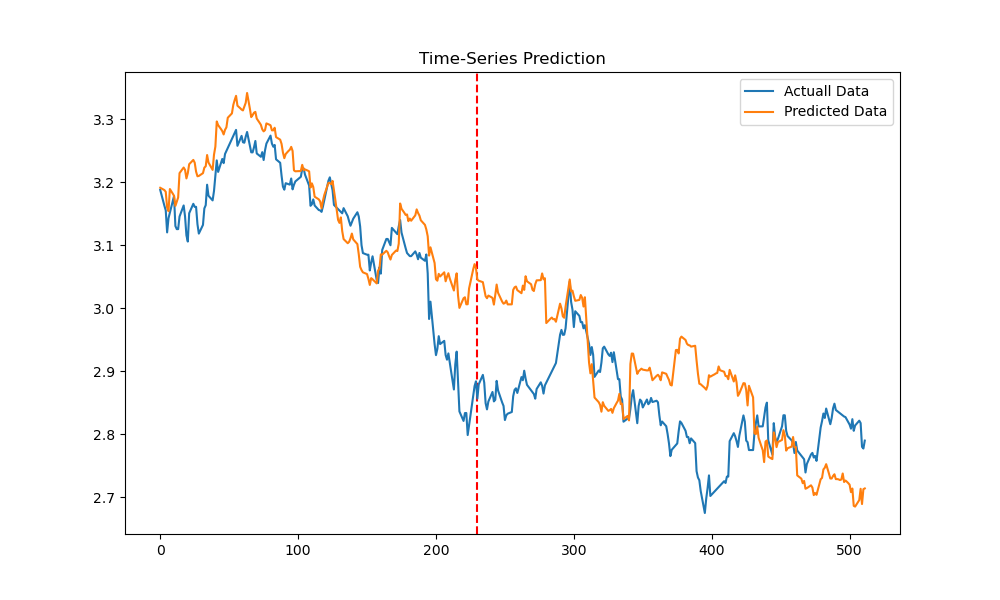 Time-Series Prediction
Actuall Data
Predicted Data
3.3
3.2
3.1
3.0
2.9
2.8
2.7
0 100 200 300 400 500